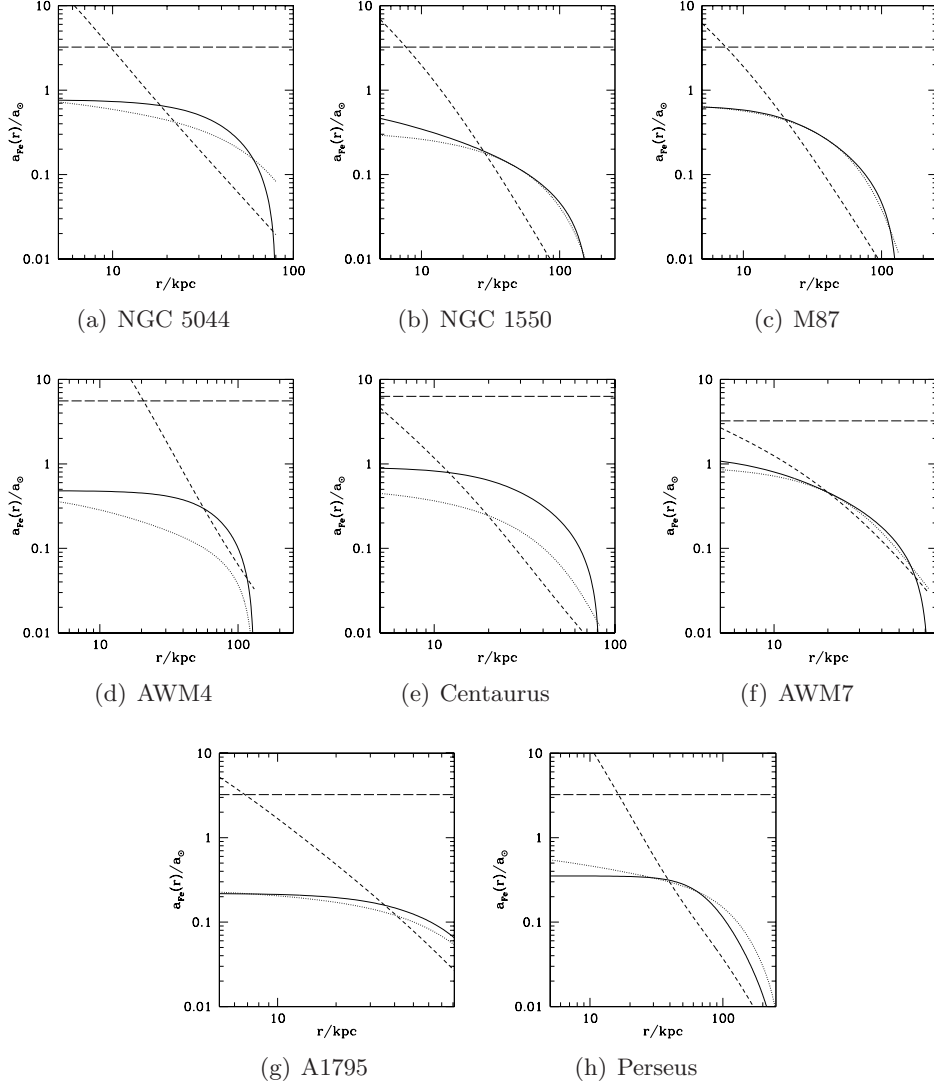 10
1
0.1
0.01
a_Fe(r)/a_⊙
10 100
r/kpc
(a) NGC 5044
10
1
0.1
0.01
a_Fe(r)/a_⊙
10 100
r/kpc
(b) NGC 1550
10
1
0.1
0.01
a_Fe(r)/a_⊙
10 100
r/kpc
(c) M87
10
1
0.1
0.01
a_Fe(r)/a_⊙
10 100
r/kpc
(d) AWM4
10
1
0.1
0.01
a_Fe(r)/a_⊙
10 100
r/kpc
(e) Centaurus
10
1
0.1
0.01
a_Fe(r)/a_⊙
10
r/kpc
(f) AWM7
10
1
0.1
0.01
a_Fe(r)/a_⊙
10
r/kpc
(g) A1795
10
1
0.1
0.01
a_Fe(r)/a_⊙
10 100
r/kpc
(h) Perseus